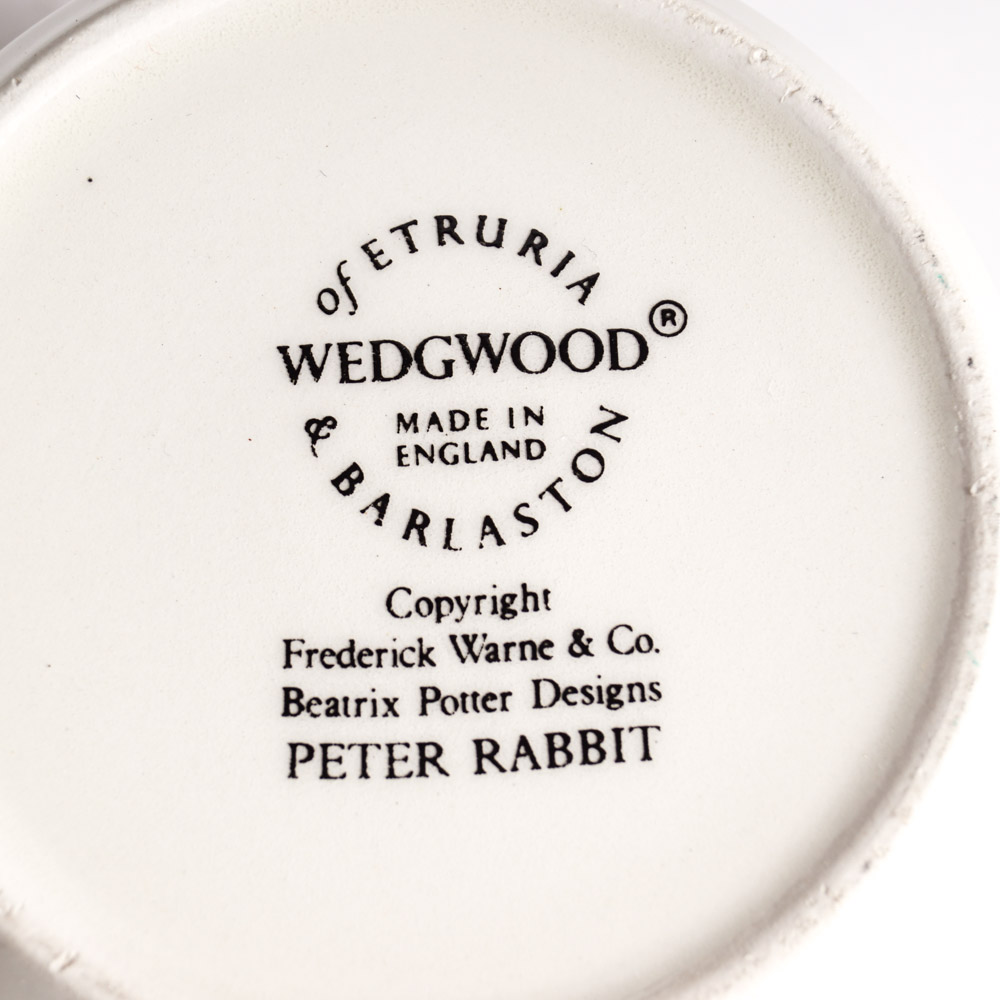 of ETRURIA
WEDGWOOD®
MADE IN
ENGLAND
& BARLASTON
Copyright
Frederick Warne & Co.
Beatrix Potter Designs
PETER RABBIT